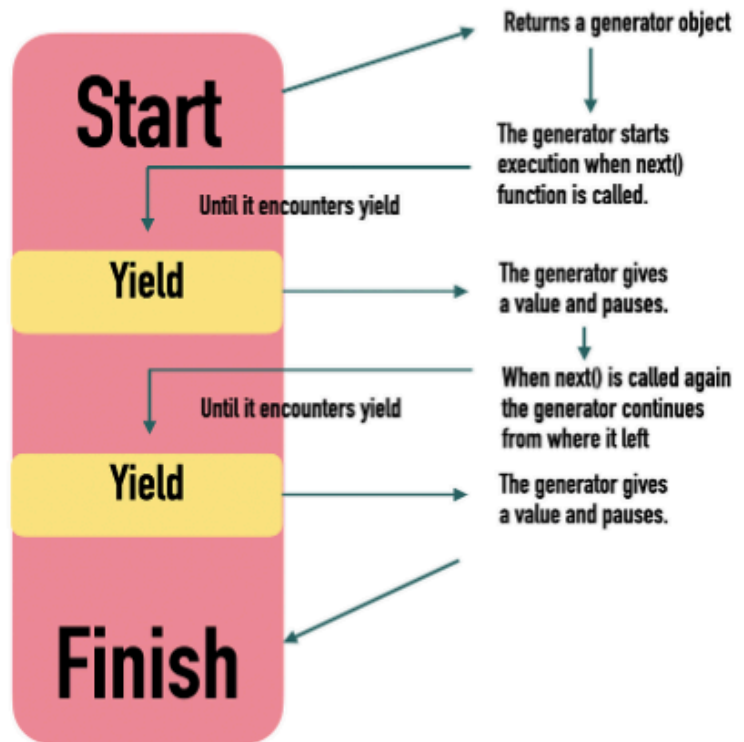 Returns a generator object
Start
The generator starts
execution when next()
function is called.
Until it encounters yield
Yield
The generator gives
a value and pauses.
When next() is called again
the generator continues
from where it left
Until it encounters yield
Yield
The generator gives
a value and pauses.
Finish